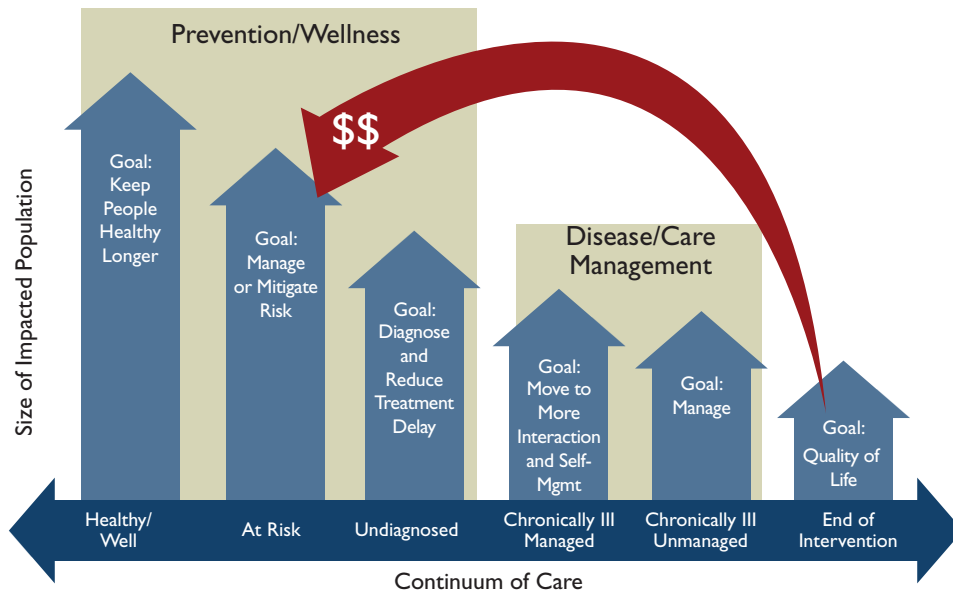 Prevention/Wellness
$$
Goal:
Keep
People
Healthy
Longer
Goal:
Manage
or Mitigate
Risk
Goal:
Diagnose
and
Reduce
Treatment
Delay
Disease/Care
Management
Goal:
Move to
More
Interaction
and Self-
Mgmt
Goal:
Manage
Goal:
Quality of
Life
Size of Impacted Population
Healthy/
Well
At Risk
Undiagnosed
Chronically Ill
Managed
Chronically Ill
Unmanaged
End of
Intervention
Continuum of Care